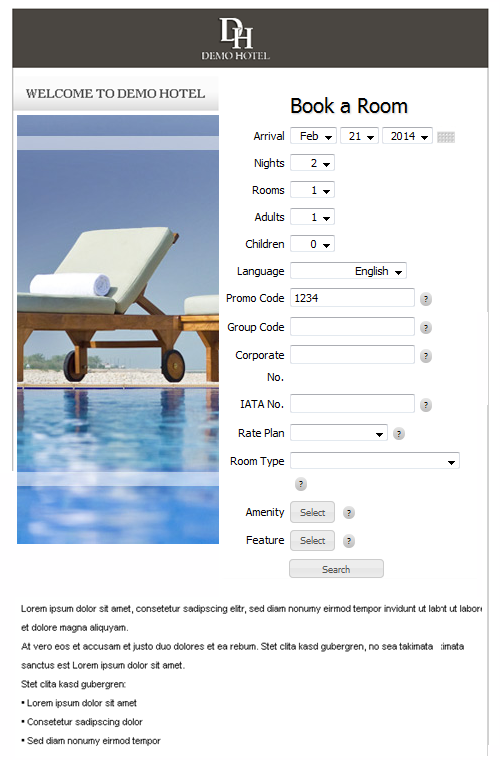 DH
DEMO HOTEL
WELCOME TO DEMO HOTEL
Book a Room
Arrival Feb 21 2014
Nights 2
Rooms 1
Adults 1
Children 0
Language English
Promo Code 1234 ?
Group Code ?
Corporate ?
No.
IATA No. ?
Rate Plan ?
Room Type
?
Amenity Select ?
Feature Select ?
Search
Lorem ipsum dolor sit amet, consetetur sadipscing elitr, sed diam nonumy eirmod tempor invidunt ut labnt ut labore
et dolore magna aliquyam.
At vero eos et accusam et justo duo dolores et ea rebum. Stet clita kasd gubergren, no sea takimata :imata
sanctus est Lorem ipsum dolor sit amet.
Stet clita kasd gubergren:
• Lorem ipsum dolor sit amet
• Consetetur sadipscing dolor
• Sed diam nonumy eirmod tempor